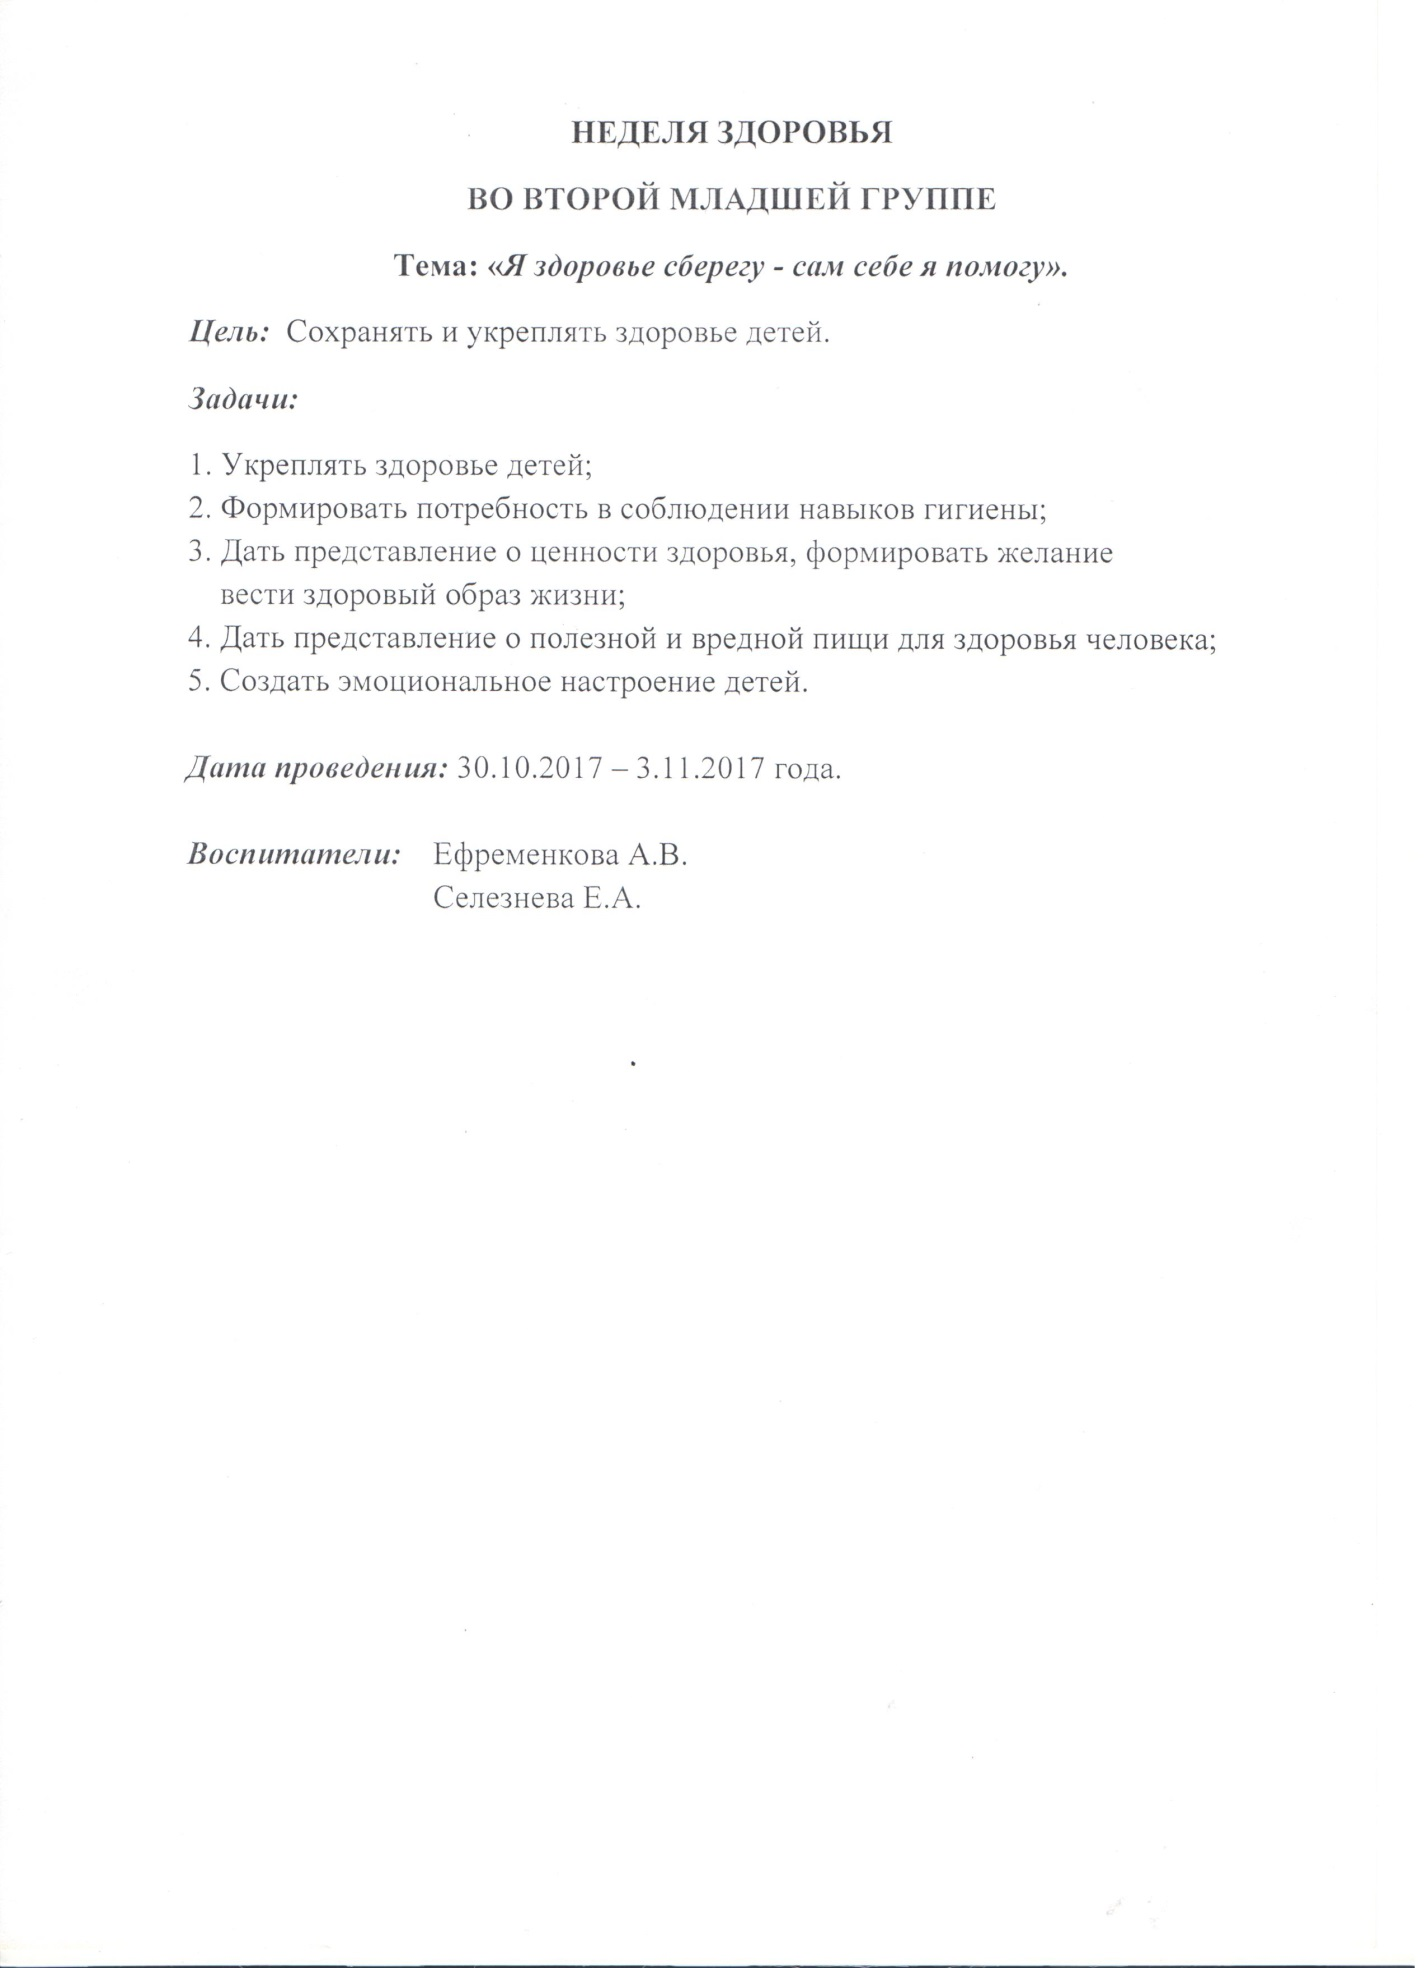 НЕДЕЛЯ ЗДОРОВЬЯ
ВО ВТОРОЙ МЛАДШЕЙ ГРУППЕ
Тема: «Я здоровье сберегу - сам себе я помогу».
Цель: Сохранять и укреплять здоровье детей.
Задачи:
1. Укреплять здоровье детей;
2. Формировать потребность в соблюдении навыков гигиены;
3. Дать представление о ценности здоровья, формировать желание
вести здоровый образ жизни;
4. Дать представление о полезной и вредной пищи для здоровья человека;
5. Создать эмоциональное настроение детей.
Дата проведения: 30.10.2017 – 3.11.2017 года.
Воспитатели: Ефременкова А.В.
Селезнева Е.А.